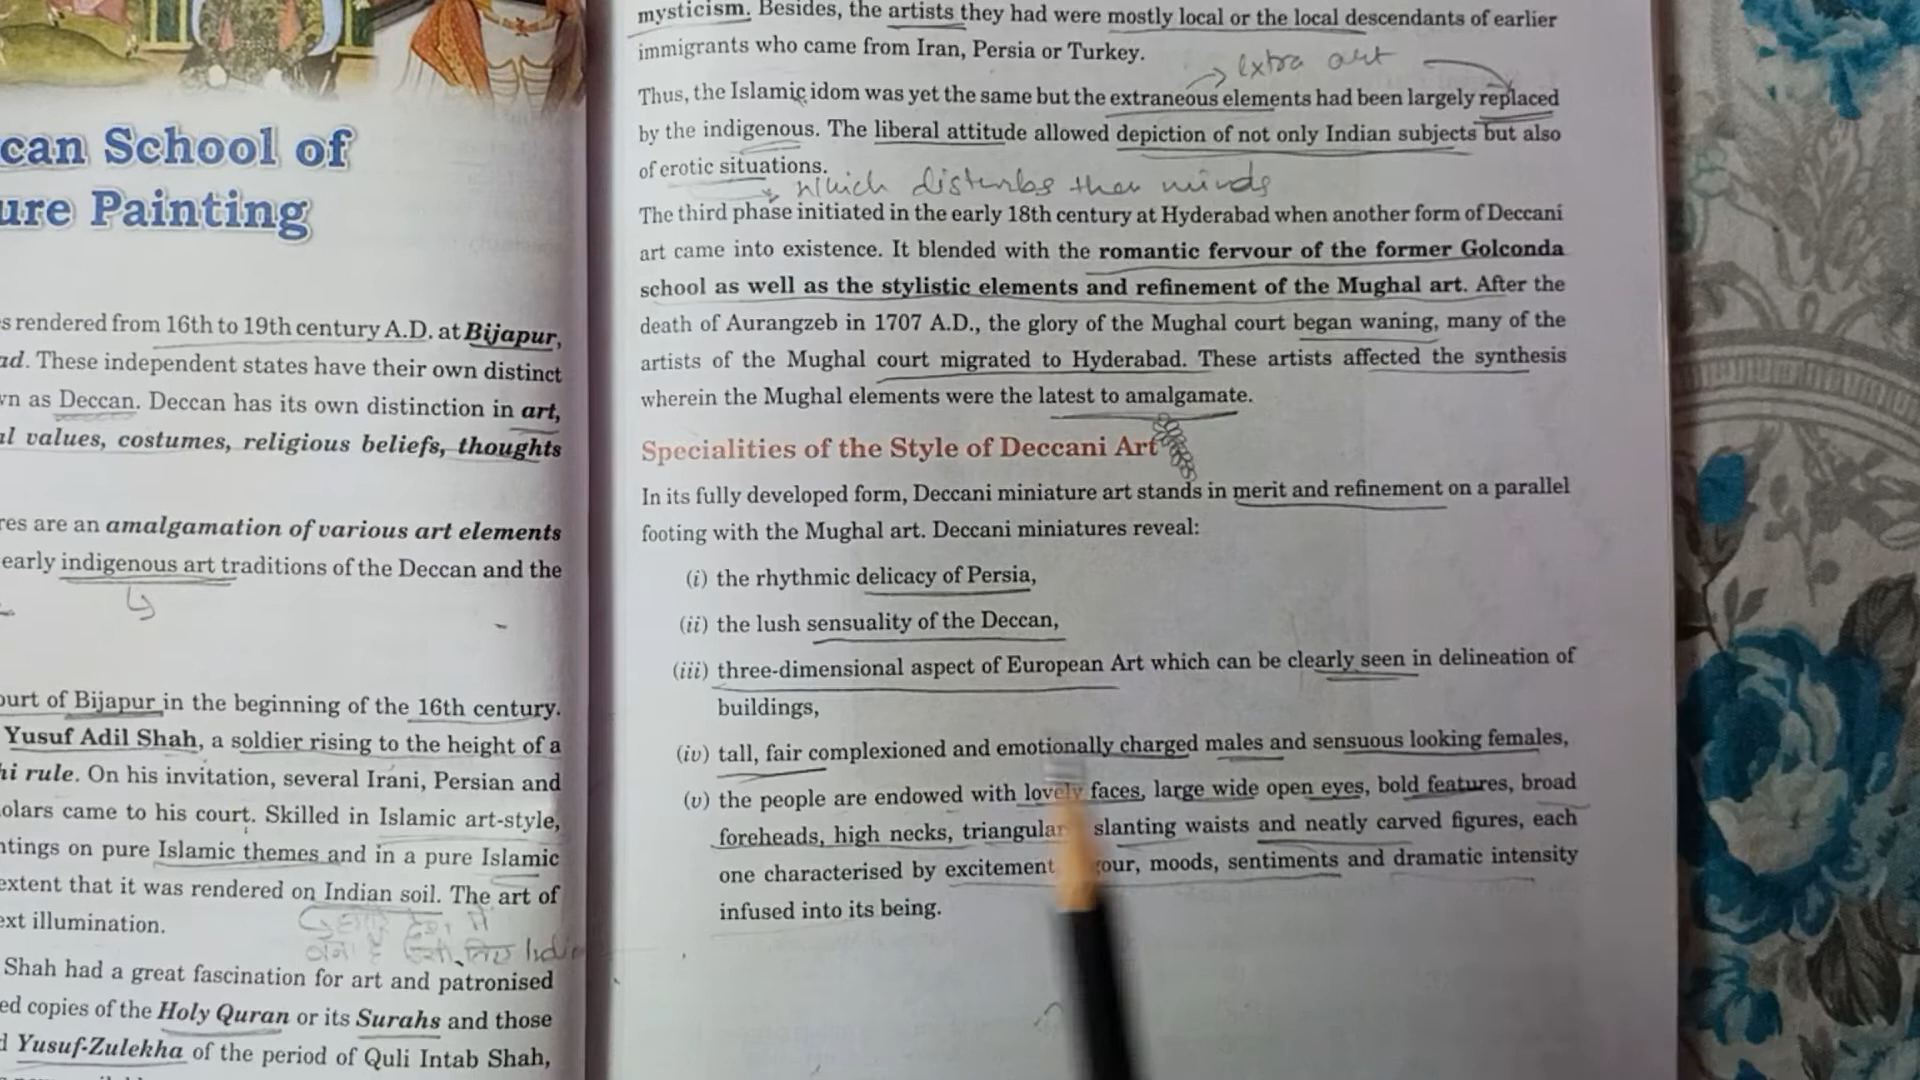 can School of
ure Painting
s rendered from 16th to 19th century A.D. at Bijapur,
ad. These independent states have their own distinct
wn as Deccan. Deccan has its own distinction in art,
al values, costumes, religious beliefs, thoughts
res are an amalgamation of various art elements
early indigenous art traditions of the Deccan and the
ourt of Bijapur in the beginning of the 16th century.
Yusuf Adil Shah, a soldier rising to the height of a
hi rule. On his invitation, several Irani, Persian and
olars came to his court. Skilled in Islamic art-style,
ntings on pure Islamic themes and in a pure Islamic
extent that it was rendered on Indian soil. The art of
ext illumination.
Shah had a great fascination for art and patronised
ed copies of the Holy Quran or its Surahs and those
d Yusuf-Zulekha of the period of Quli Intab Shah,
mysticism. Besides, the artists they had were mostly local or the local descendants of earlier
immigrants who came from Iran, Persia or Turkey.
extra art
Thus, the Islamic idom was yet the same but the extraneous elements had been largely replaced
by the indigenous. The liberal attitude allowed depiction of not only Indian subjects but also
of erotic situations.
which disturbs their minds
The third phase initiated in the early 18th century at Hyderabad when another form of Deccani
art came into existence. It blended with the romantic fervour of the former Golconda
school as well as the stylistic elements and refinement of the Mughal art. After the
death of Aurangzeb in 1707 A.D., the glory of the Mughal court began waning, many of the
artists of the Mughal court migrated to Hyderabad. These artists affected the synthesis
wherein the Mughal elements were the latest to amalgamate.
Specialities of the Style of Deccani Art
In its fully developed form, Deccani miniature art stands in merit and refinement on a parallel
footing with the Mughal art. Deccani miniatures reveal:
(i) the rhythmic delicacy of Persia,
(ii) the lush sensuality of the Deccan,
(iii) three-dimensional aspect of European Art which can be clearly seen in delineation of
buildings,
(iv) tall, fair complexioned and emotionally charged males and sensuous looking females,
(v) the people are endowed with lovely faces, large wide open eyes, bold features, broad
foreheads, high necks, triangular slanting waists and neatly carved figures, each
one characterised by excitement our, moods, sentiments and dramatic intensity
infused into its being.